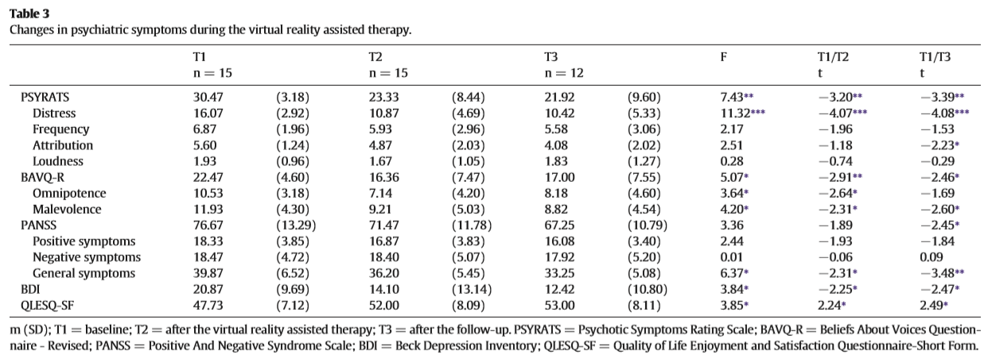 Table 3
Changes in psychiatric symptoms during the virtual reality assisted therapy.
T1 T2 T3 F T1/T2 T1/T3
n = 15 n = 15 n = 12 t t
PSYRATS 30.47 (3.18) 23.33 (8.44) 21.92 (9.60) 7.43** −3.20** −3.39**
Distress 16.07 (2.92) 10.87 (4.69) 10.42 (5.33) 11.32*** −4.07*** −4.08***
Frequency 6.87 (1.96) 5.93 (2.96) 5.58 (3.06) 2.17 −1.96 −1.53
Attribution 5.60 (1.24) 4.87 (2.03) 4.08 (2.02) 2.51 −1.18 −2.23*
Loudness 1.93 (0.96) 1.67 (1.05) 1.83 (1.27) 0.28 −0.74 −0.29
BAVQ-R 22.47 (4.60) 16.36 (7.47) 17.00 (7.55) 5.07* −2.91** −2.46*
Omnipotence 10.53 (3.18) 7.14 (4.20) 8.18 (4.60) 3.64* −2.64* −1.69
Malevolence 11.93 (4.30) 9.21 (5.03) 8.82 (4.54) 4.20* −2.31* −2.60*
PANSS 76.67 (13.29) 71.47 (11.78) 67.25 (10.79) 3.36 −1.89 −2.45*
Positive symptoms 18.33 (3.85) 16.87 (3.83) 16.08 (3.40) 2.44 −1.93 −1.84
Negative symptoms 18.47 (4.72) 18.40 (5.07) 17.92 (5.20) 0.01 −0.06 0.09
General symptoms 39.87 (6.52) 36.20 (5.45) 33.25 (5.08) 6.37* −2.31* −3.48**
BDI 20.87 (9.69) 14.10 (13.14) 12.42 (10.80) 3.84* −2.25* −2.47*
QLESQ-SF 47.73 (7.12) 52.00 (8.09) 53.00 (8.11) 3.85* 2.24* 2.49*
m (SD); T1 = baseline; T2 = after the virtual reality assisted therapy; T3 = after the follow-up. PSYRATS = Psychotic Symptoms Rating Scale; BAVQ-R = Beliefs About Voices Question-
naire - Revised; PANSS = Positive And Negative Syndrome Scale; BDI = Beck Depression Inventory; QLESQ-SF = Quality of Life Enjoyment and Satisfaction Questionnaire-Short Form.